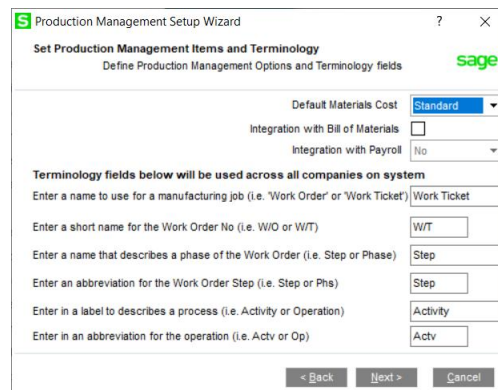 S Production Management Setup Wizard ? ×
Set Production Management Items and Terminology
Define Production Management Options and Terminology fields
sage
Default Materials Cost Standard
Integration with Bill of Materials
Integration with Payroll No
Terminology fields below will be used across all companies on system
Enter a name to use for a manufacturing job (i.e. 'Work Order' or 'Work Ticket') Work Ticket
Enter a short name for the Work Order No (i.e. W/O or W/T) W/T
Enter a name that describes a phase of the Work Order (i.e. Step or Phase) Step
Enter an abbreviation for the Work Order Step (i.e. Step or Phs) Step
Enter in a label to describes a process (i.e. Activity or Operation) Activity
Enter in an abbreviation for the operation (i.e. Actv or Op) Actv
< Back Next > Cancel